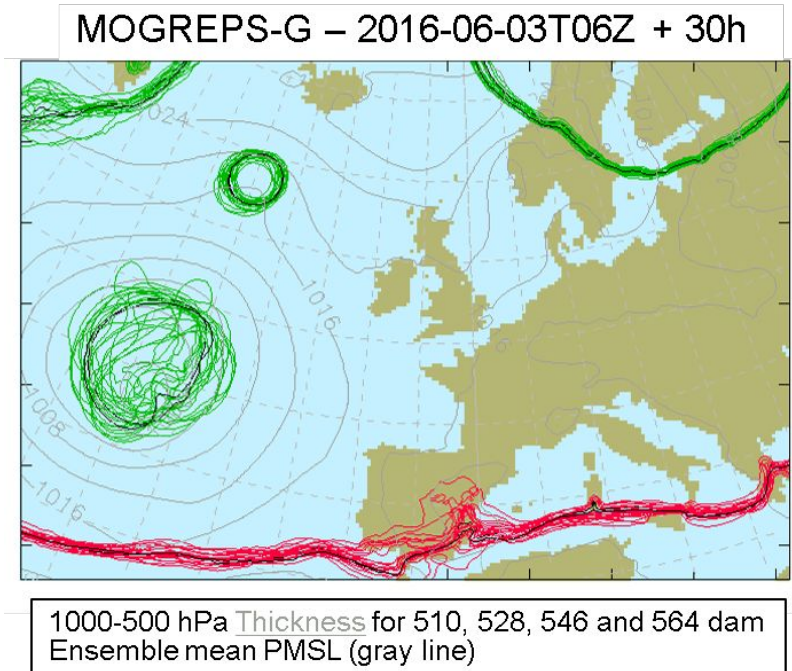 MOGREPS-G – 2016-06-03T06Z + 30h
1024
1016
1008
1016
1000-500 hPa Thickness for 510, 528, 546 and 564 dam
Ensemble mean PMSL (gray line)